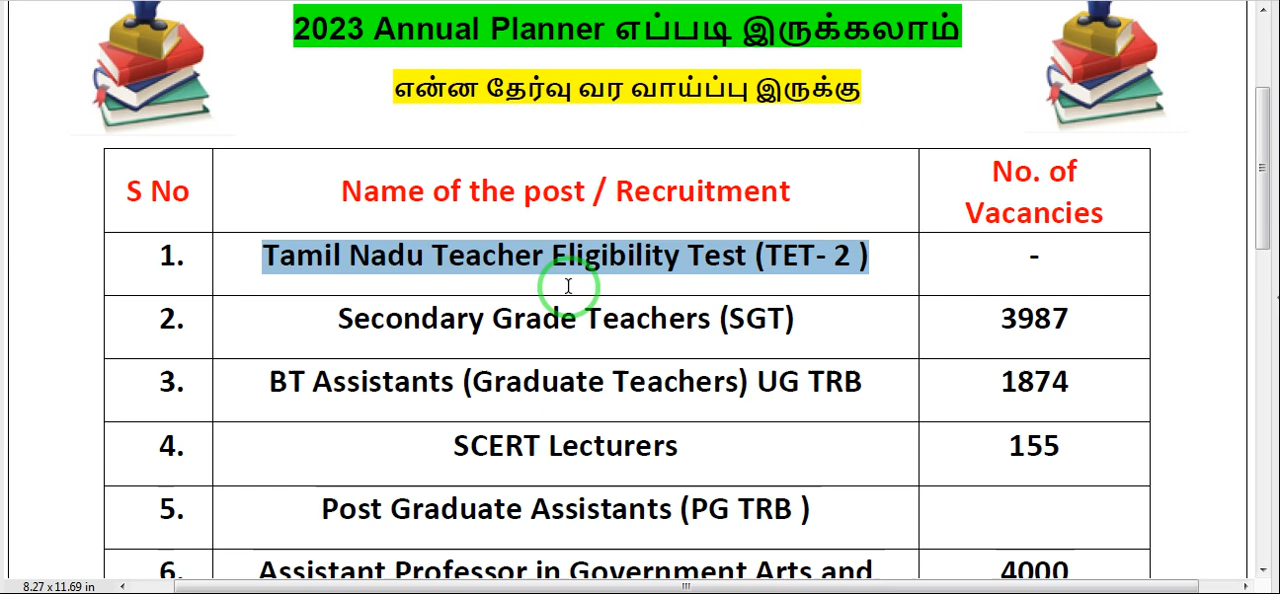 2023 Annual Planner எப்படி இருக்கலாம்
என்ன தேர்வு வர வாய்ப்பு இருக்கு
S No Name of the post / Recruitment No. of Vacancies
1. Tamil Nadu Teacher Eligibility Test (TET- 2 ) -
2. Secondary Grade Teachers (SGT) 3987
3. BT Assistants (Graduate Teachers) UG TRB 1874
4. SCERT Lecturers 155
5. Post Graduate Assistants (PG TRB )
6. Assistant Professor in Government Arts and 4000
8.27 x 11.69 in